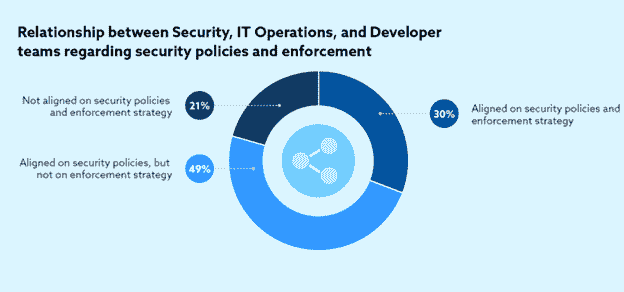 Relationship between Security, IT Operations, and Developer
teams regarding security policies and enforcement
Not aligned on security policies
and enforcement strategy
21%
30%
Aligned on security policies and
enforcement strategy
Aligned on security policies, but
not on enforcement strategy
49%